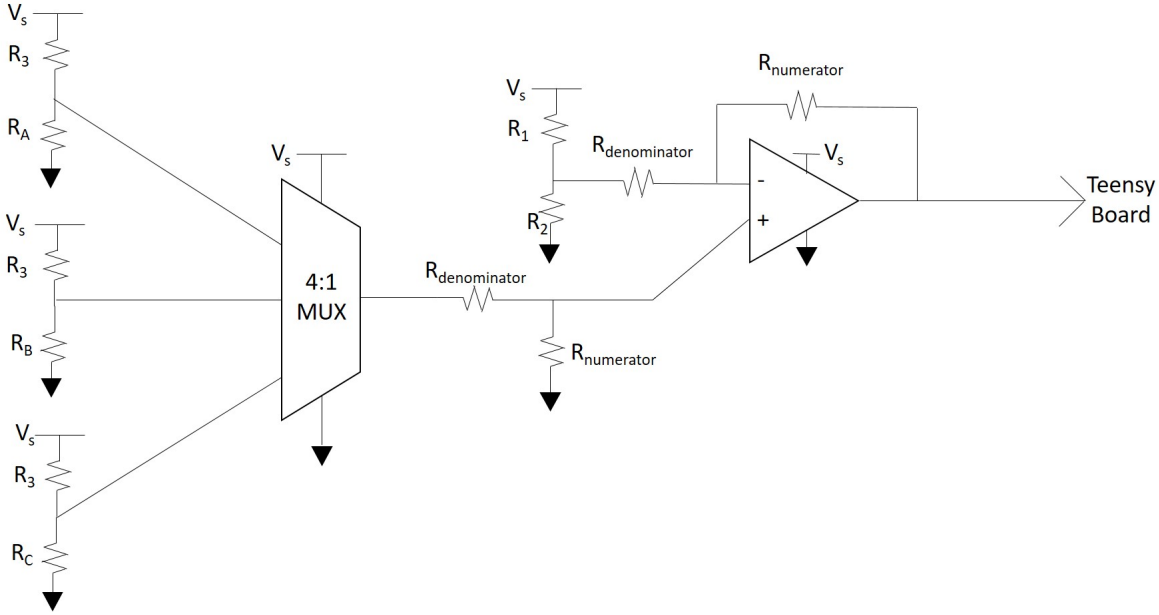 Vs
R3
RA
Vs
R3
RB
Vs
R3
RC
Vs
4:1
MUX
Rdenominator
Rnumerator
Vs
R1
R2
Rdenominator
Rnumerator
-
+
Vs
Teensy
Board